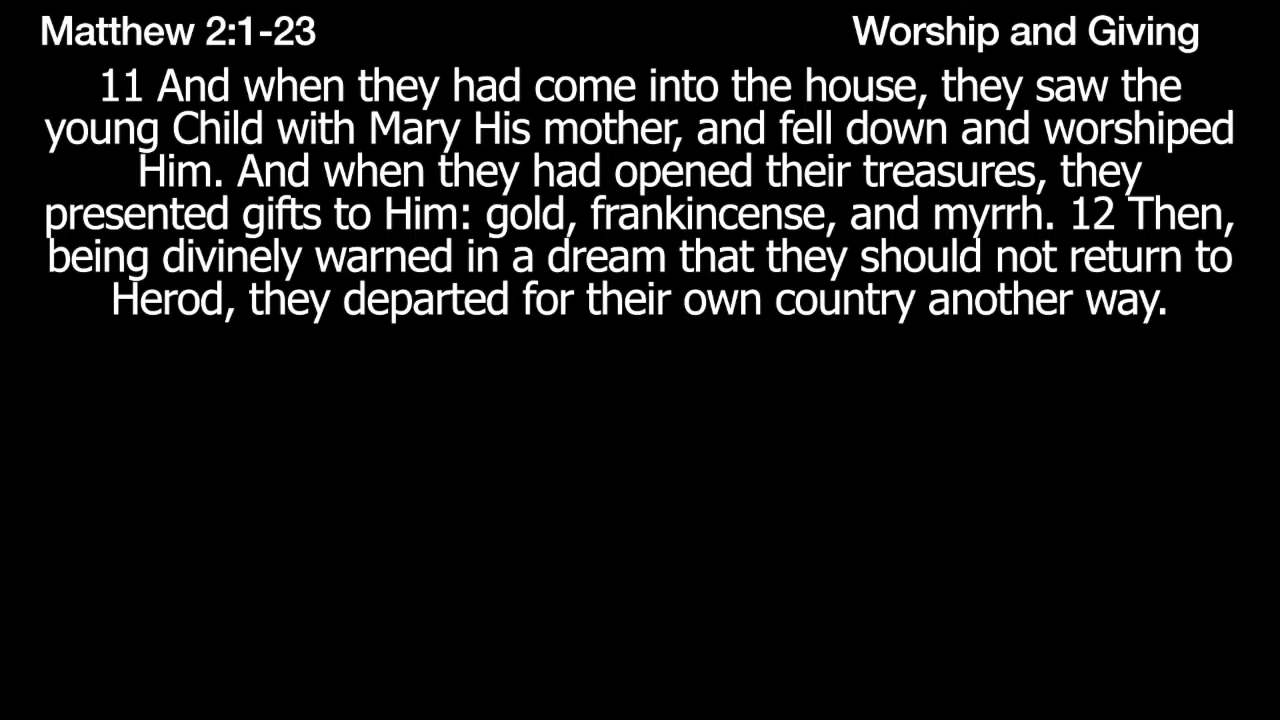 Matthew 2:1-23
Worship and Giving
11 And when they had come into the house, they saw the
young Child with Mary His mother, and fell down and worshiped
Him. And when they had opened their treasures, they
presented gifts to Him: gold, frankincense, and myrrh. 12 Then,
being divinely warned in a dream that they should not return to
Herod, they departed for their own country another way.